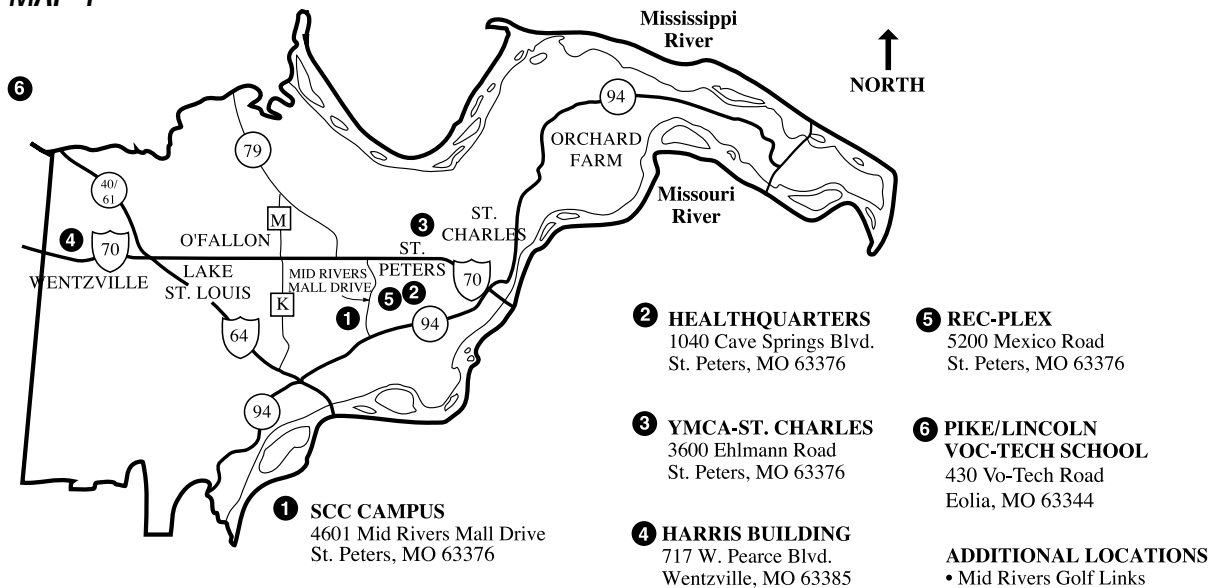 MAP 1
Mississippi
River
NORTH
6
94
ORCHARD
FARM
79
40/
61
Missouri
River
M
3
ST.
CHARLES
4
70
O'FALLON
ST.
PETERS
WENTZVILLE
LAKE
ST. LOUIS
MID RIVERS
MALL DRIVE
70
K
5
2
1
64
94
94
1 SCC CAMPUS
4601 Mid Rivers Mall Drive
St. Peters, MO 63376
2 HEALTHQUARTERS
1040 Cave Springs Blvd.
St. Peters, MO 63376
3 YMCA-ST. CHARLES
3600 Ehlmann Road
St. Peters, MO 63376
4 HARRIS BUILDING
717 W. Pearce Blvd.
Wentzville, MO 63385
5 REC-PLEX
5200 Mexico Road
St. Peters, MO 63376
6 PIKE/LINCOLN
VOC-TECH SCHOOL
430 Vo-Tech Road
Eolia, MO 63344
ADDITIONAL LOCATIONS
• Mid Rivers Golf Links